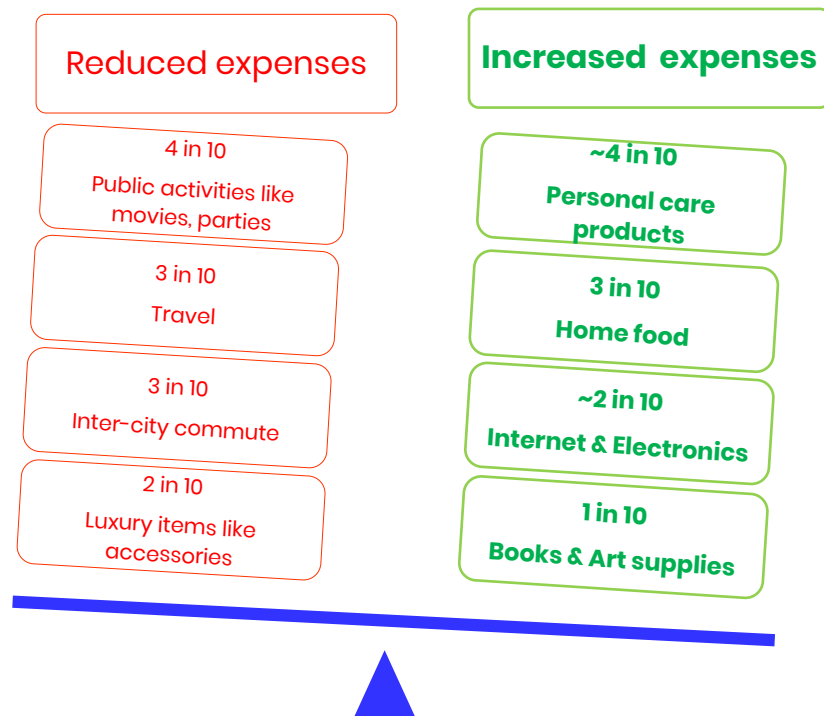 Reduced expenses
4 in 10
Public activities like
movies, parties
3 in 10
Travel
3 in 10
Inter-city commute
2 in 10
Luxury items like
accessories
Increased expenses
~4 in 10
Personal care
products
3 in 10
Home food
~2 in 10
Internet & Electronics
1 in 10
Books & Art supplies